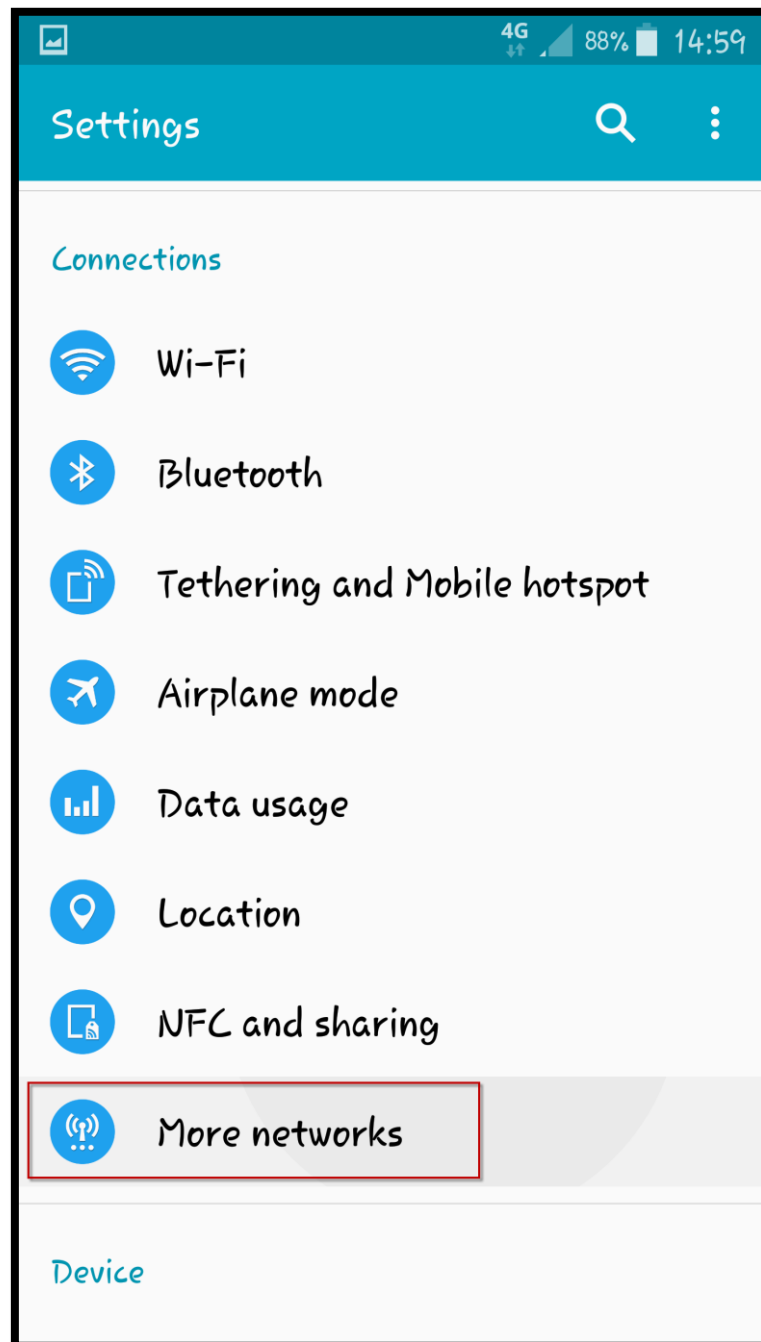 4G 88% 14:59
Settings
Connections
Wi-Fi
Bluetooth
Tethering and Mobile hotspot
Airplane mode
Data usage
Location
NFC and sharing
More networks
Device